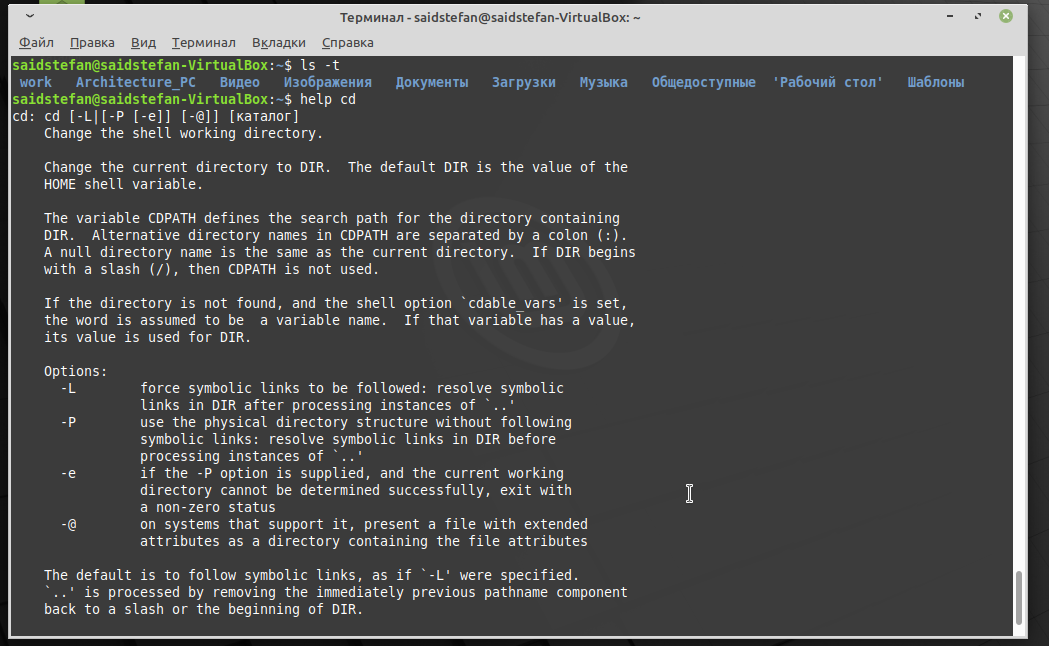 Терминал - saidstefan@saidstefan-VirtualBox: ~
Файл Правка Вид Терминал Вкладки Справка
saidstefan@saidstefan-VirtualBox:~$ ls -t
work Architecture_PC Видео Изображения Документы Загрузки Музыка Общедоступные 'Рабочий стол' Шаблоны
saidstefan@saidstefan-VirtualBox:~$ help cd
cd: cd [-L|[-P [-e]] [-@]] [каталог]
Change the shell working directory.
Change the current directory to DIR.  The default DIR is the value of the
HOME shell variable.
The variable CDPATH defines the search path for the directory containing
DIR.  Alternative directory names in CDPATH are separated by a colon (:).
A null directory name is the same as the current directory.  If DIR begins
with a slash (/), then CDPATH is not used.
If the directory is not found, and the shell option `cdable_vars' is set,
the word is assumed to be  a variable name.  If that variable has a value,
its value is used for DIR.
Options:
-L force symbolic links to be followed: resolve symbolic
links in DIR after processing instances of `..'
-P use the physical directory structure without following
symbolic links: resolve symbolic links in DIR before
processing instances of `..'
-e if the -P option is supplied, and the current working
directory cannot be determined successfully, exit with
a non-zero status
-@ on systems that support it, present a file with extended
attributes as a directory containing the file attributes
The default is to follow symbolic links, as if `-L' were specified.
`..' is processed by removing the immediately previous pathname component
back to a slash or the beginning of DIR.